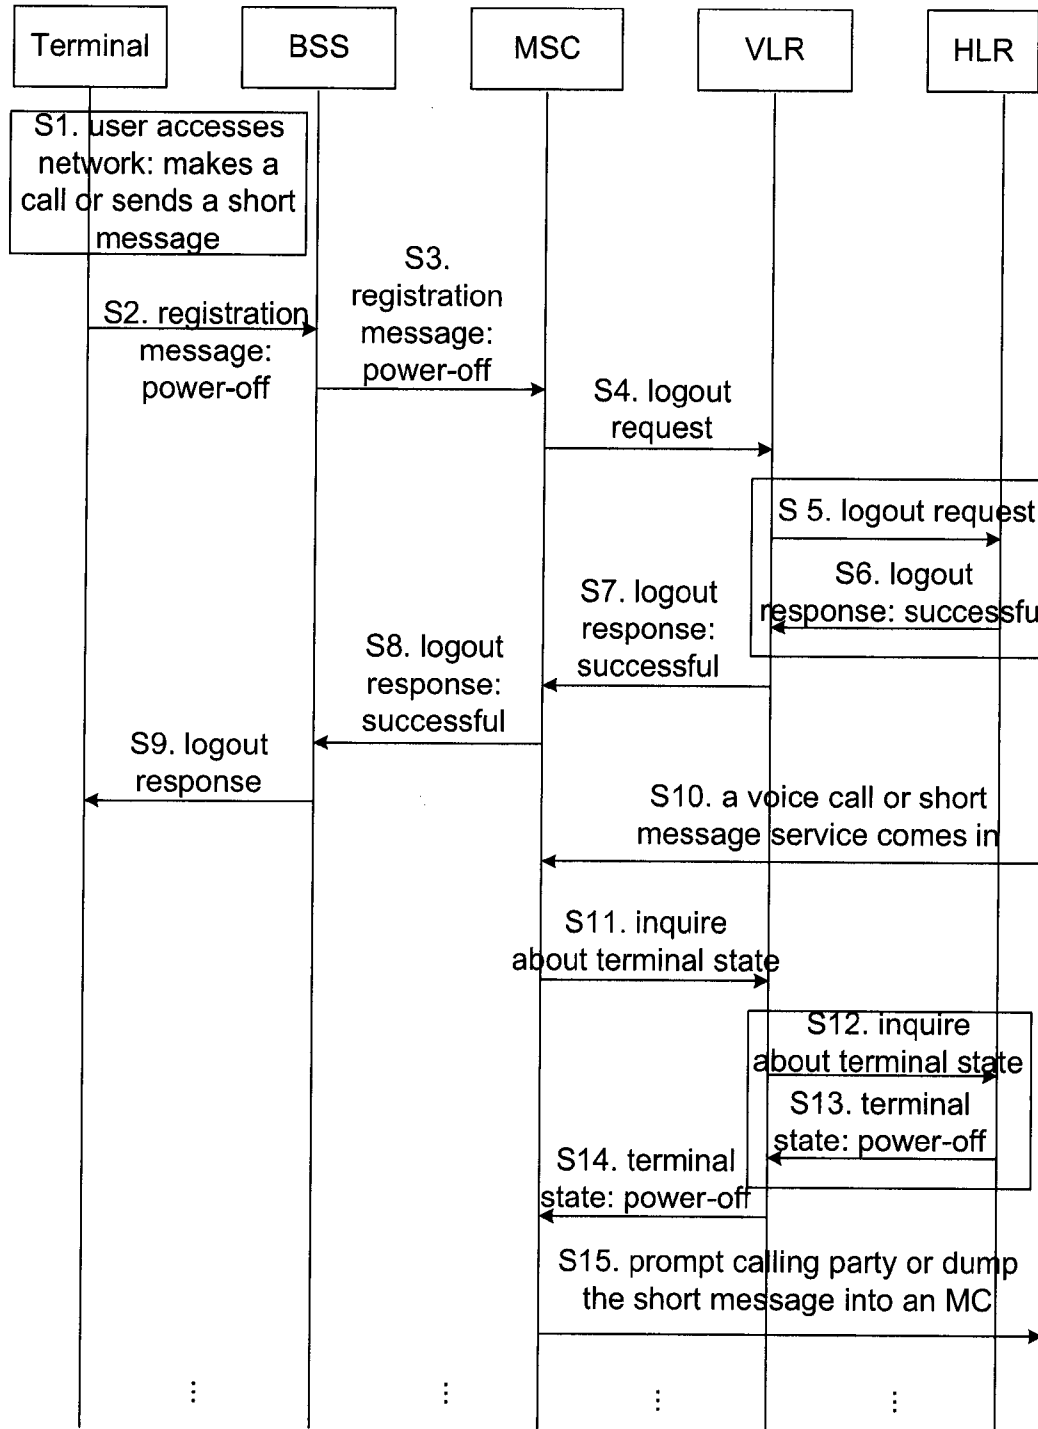 Terminal
BSS
MSC
VLR
HLR
S1. user accesses
network: makes a
call or sends a short
message
S2. registration
message:
power-off
S3.
registration
message:
power-off
S4. logout
request
S 5. logout request
S6. logout
response: successful
S7. logout
response:
successful
S8. logout
response:
successful
S9. logout
response
S10. a voice call or short
message service comes in
S11. inquire
about terminal state
S12. inquire
about terminal state
S13. terminal
state: power-off
S14. terminal
state: power-off
S15. prompt calling party or dump
the short message into an MC